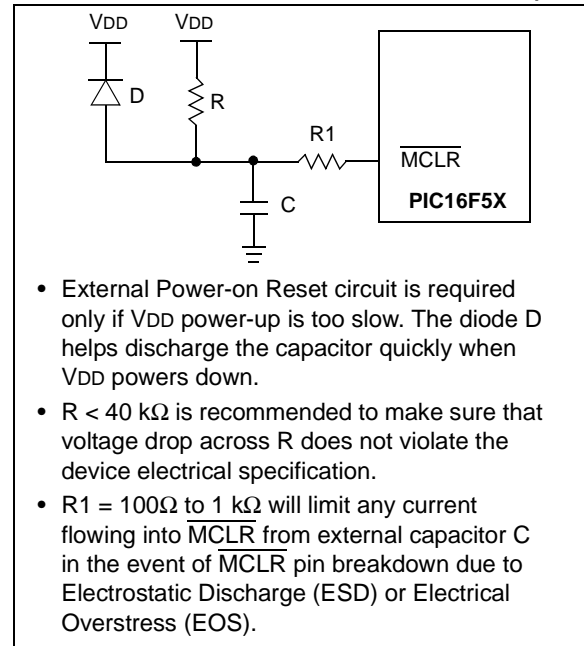 VDD VDD
D
R
R1
MCLR
PIC16F5X
C
• External Power-on Reset circuit is required
only if VDD power-up is too slow. The diode D
helps discharge the capacitor quickly when
VDD powers down.
• R < 40 kΩ is recommended to make sure that
voltage drop across R does not violate the
device electrical specification.
• R1 = 100Ω to 1 kΩ will limit any current
flowing into MCLR from external capacitor C
in the event of MCLR pin breakdown due to
Electrostatic Discharge (ESD) or Electrical
Overstress (EOS).